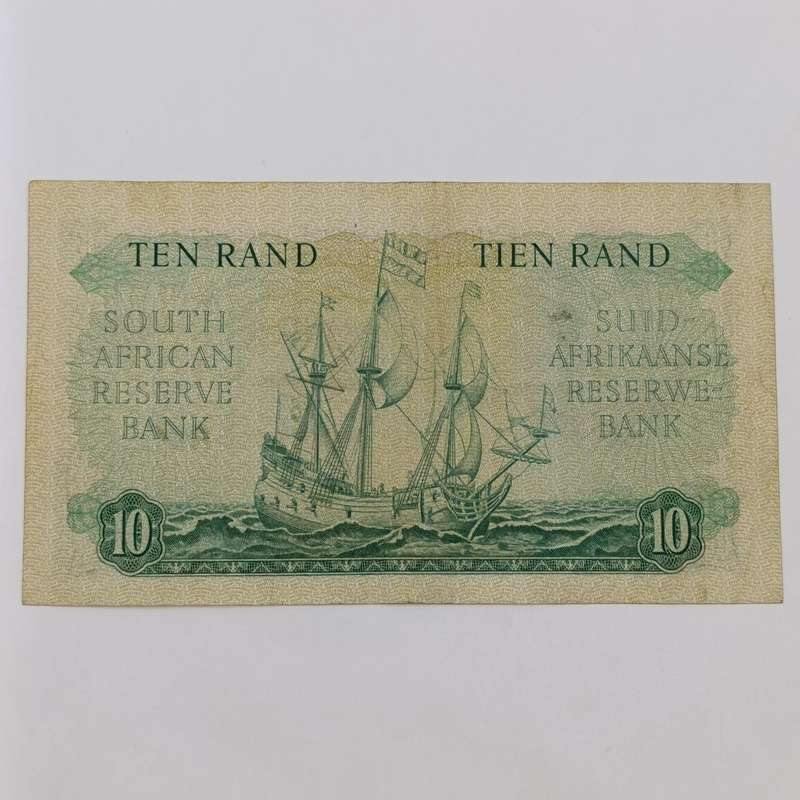 TEN RAND
TIEN RAND
SOUTH
AFRICAN
RESERVE
BANK
SUID-
AFRIKAANSE
RESERWE-
BANK
10
10